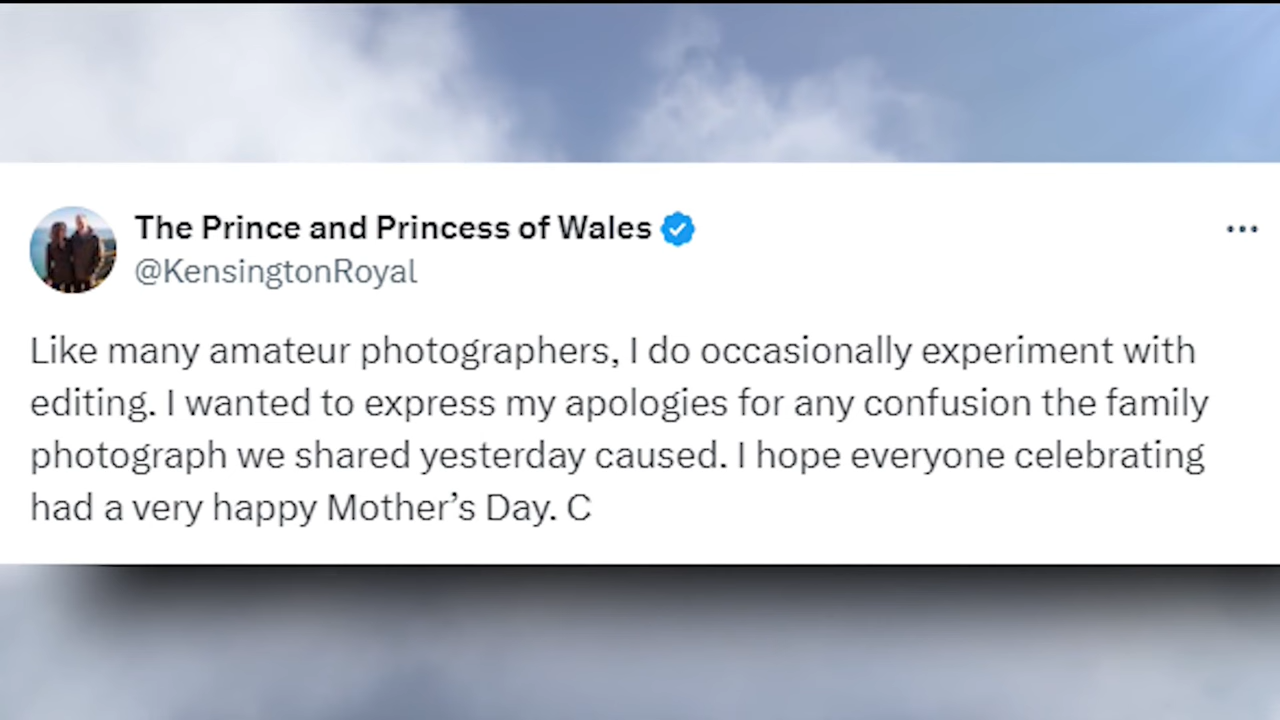 The Prince and Princess of Wales
@KensingtonRoyal
Like many amateur photographers, I do occasionally experiment with
editing. I wanted to express my apologies for any confusion the family
photograph we shared yesterday caused. I hope everyone celebrating
had a very happy Mother’s Day. C